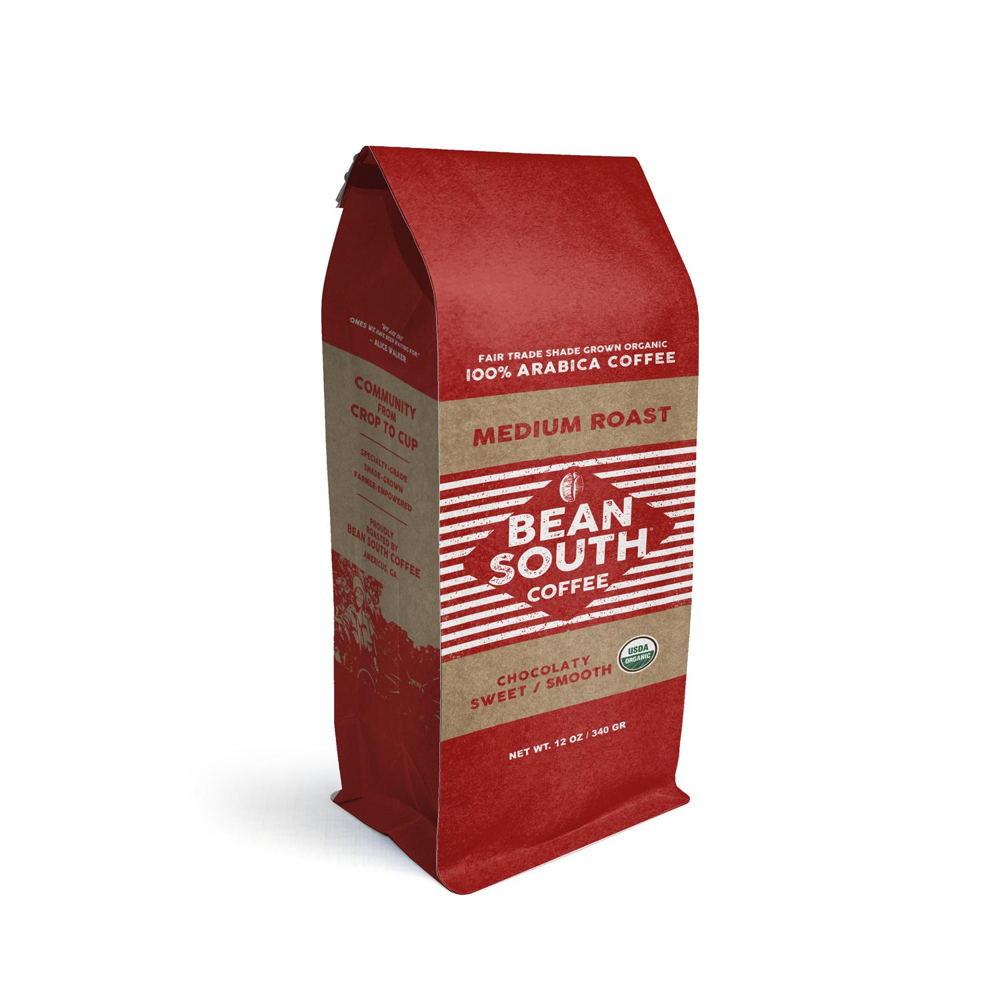 "WE ARE THE
ONES WE HAVE BEEN WAITING FOR."
- ALICE WALKER
COMMUNITY
FROM
CROP TO CUP
SPECIALTY-GRADE
SHADE-GROWN
FARMER-EMPOWERED
PROUDLY
ROASTED BY
BEAN SOUTH COFFEE
AMERICUS, GA.
FAIR TRADE SHADE GROWN ORGANIC
100% ARABICA COFFEE
MEDIUM ROAST
BEAN
SOUTH
COFFEE
CHOCOLATY
SWEET / SMOOTH
USDA
ORGANIC
NET WT. 12 OZ / 340 GR